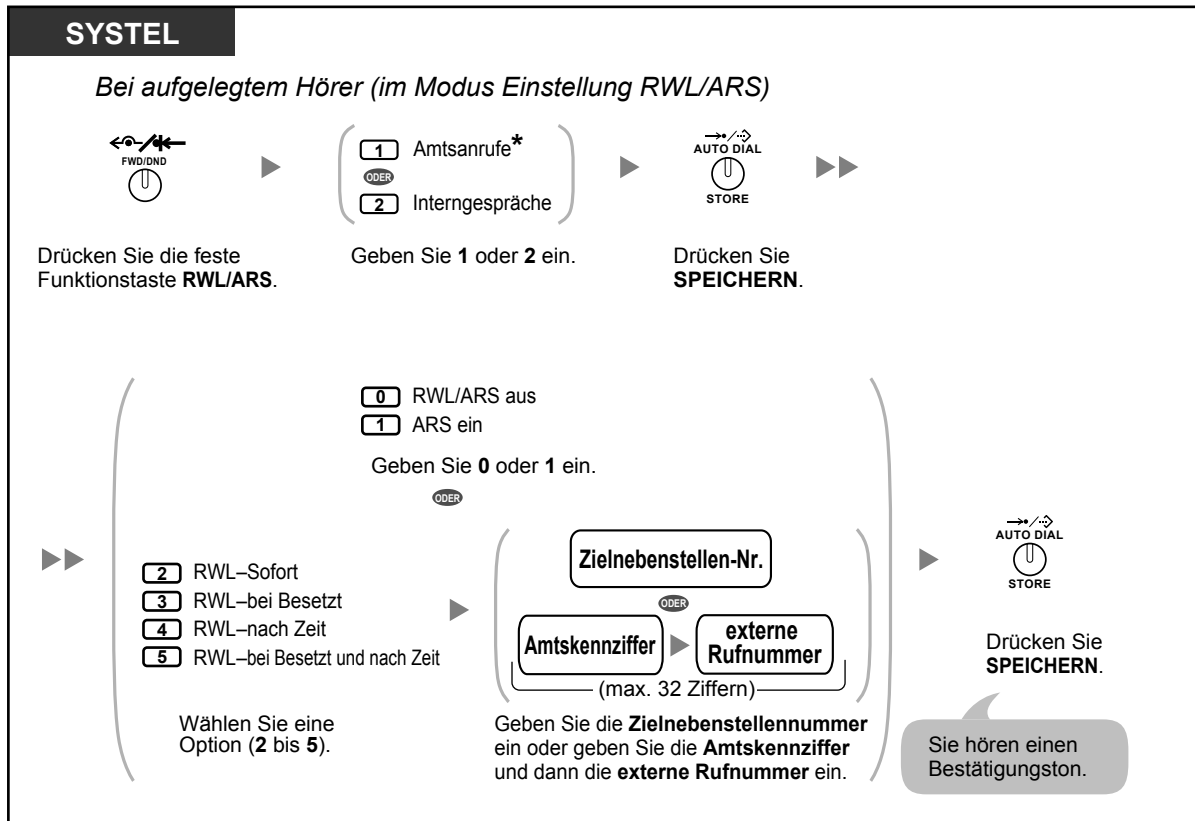 SYSTEL
Bei aufgelegtem Hörer (im Modus Einstellung RWL/ARS)
FWD/DND
1 Amtsanrufe*
ODER
2 Interngespräche
AUTO DIAL
STORE
Drücken Sie die feste
Funktionstaste RWL/ARS.
Geben Sie 1 oder 2 ein.
Drücken Sie
SPEICHERN.
0 RWL/ARS aus
1 ARS ein
Geben Sie 0 oder 1 ein.
ODER
2 RWL–Sofort
3 RWL–bei Besetzt
4 RWL–nach Zeit
5 RWL–bei Besetzt und nach Zeit
Wählen Sie eine
Option (2 bis 5).
Zielnebenstellen-Nr.
ODER
Amtskennziffer
externe
Rufnummer
(max. 32 Ziffern)
Geben Sie die Zielnebenstellennummer
ein oder geben Sie die Amtskennziffer
und dann die externe Rufnummer ein.
AUTO DIAL
STORE
Drücken Sie
SPEICHERN.
Sie hören einen
Bestätigungston.